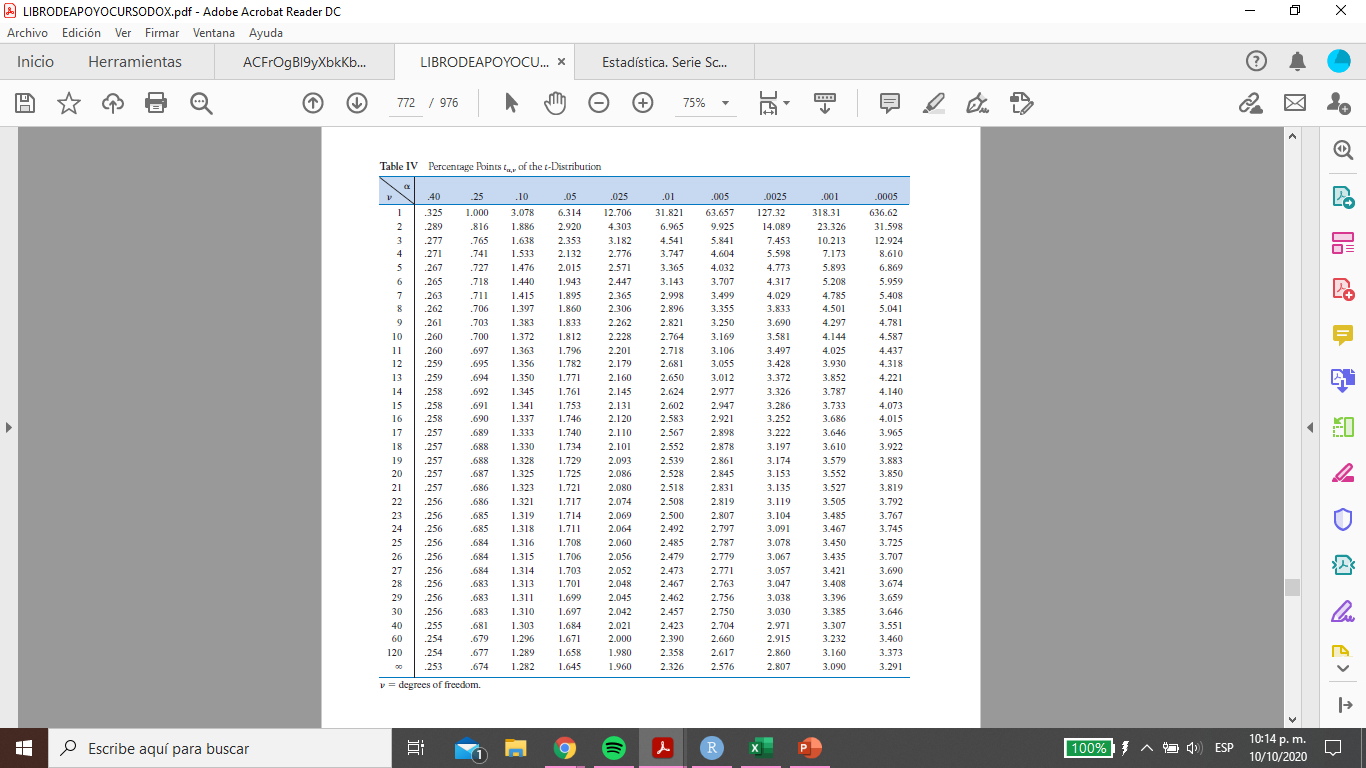 LIBRODEAPOYOCURSODOX.pdf - Adobe Acrobat Reader DC
Archivo Edición Ver Firmar Ventana Ayuda
Inicio Herramientas ACFrOgBl9yXbkKb... LIBRODEAPOYOCU... × Estadística. Serie Sc...
772 / 976 75%
Table IV Percentage Points tα,ν of the t-Distribution
α
ν .40 .25 .10 .05 .025 .01 .005 .0025 .001 .0005
1 .325 1.000 3.078 6.314 12.706 31.821 63.657 127.32 318.31 636.62
2 .289 .816 1.886 2.920 4.303 6.965 9.925 14.089 23.326 31.598
3 .277 .765 1.638 2.353 3.182 4.541 5.841 7.453 10.213 12.924
4 .271 .741 1.533 2.132 2.776 3.747 4.604 5.598 7.173 8.610
5 .267 .727 1.476 2.015 2.571 3.365 4.032 4.773 5.893 6.869
6 .265 .718 1.440 1.943 2.447 3.143 3.707 4.317 5.208 5.959
7 .263 .711 1.415 1.895 2.365 2.998 3.499 4.029 4.785 5.408
8 .262 .706 1.397 1.860 2.306 2.896 3.355 3.833 4.501 5.041
9 .261 .703 1.383 1.833 2.262 2.821 3.250 3.690 4.297 4.781
10 .260 .700 1.372 1.812 2.228 2.764 3.169 3.581 4.144 4.587
11 .260 .697 1.363 1.796 2.201 2.718 3.106 3.497 4.025 4.437
12 .259 .695 1.356 1.782 2.179 2.681 3.055 3.428 3.930 4.318
13 .259 .694 1.350 1.771 2.160 2.650 3.012 3.372 3.852 4.221
14 .258 .692 1.345 1.761 2.145 2.624 2.977 3.326 3.787 4.140
15 .258 .691 1.341 1.753 2.131 2.602 2.947 3.286 3.733 4.073
16 .258 .690 1.337 1.746 2.120 2.583 2.921 3.252 3.686 4.015
17 .257 .689 1.333 1.740 2.110 2.567 2.898 3.222 3.646 3.965
18 .257 .688 1.330 1.734 2.101 2.552 2.878 3.197 3.610 3.922
19 .257 .688 1.328 1.729 2.093 2.539 2.861 3.174 3.579 3.883
20 .257 .687 1.325 1.725 2.086 2.528 2.845 3.153 3.552 3.850
21 .257 .686 1.323 1.721 2.080 2.518 2.831 3.135 3.527 3.819
22 .256 .686 1.321 1.717 2.074 2.508 2.819 3.119 3.505 3.792
23 .256 .685 1.319 1.714 2.069 2.500 2.807 3.104 3.485 3.767
24 .256 .685 1.318 1.711 2.064 2.492 2.797 3.091 3.467 3.745
25 .256 .684 1.316 1.708 2.060 2.485 2.787 3.078 3.450 3.725
26 .256 .684 1.315 1.706 2.056 2.479 2.779 3.067 3.435 3.707
27 .256 .684 1.314 1.703 2.052 2.473 2.771 3.057 3.421 3.690
28 .256 .683 1.313 1.701 2.048 2.467 2.763 3.047 3.408 3.674
29 .256 .683 1.311 1.699 2.045 2.462 2.756 3.038 3.396 3.659
30 .256 .683 1.310 1.697 2.042 2.457 2.750 3.030 3.385 3.646
40 .255 .681 1.303 1.684 2.021 2.423 2.704 2.971 3.307 3.551
60 .254 .679 1.296 1.671 2.000 2.390 2.660 2.915 3.232 3.460
120 .254 .677 1.289 1.658 1.980 2.358 2.617 2.860 3.160 3.373
∞ .253 .674 1.282 1.645 1.960 2.326 2.576 2.807 3.090 3.291
ν = degrees of freedom.
Escribe aquí para buscar 1 R 100% ESP 10:14 p. m.
10/10/2020